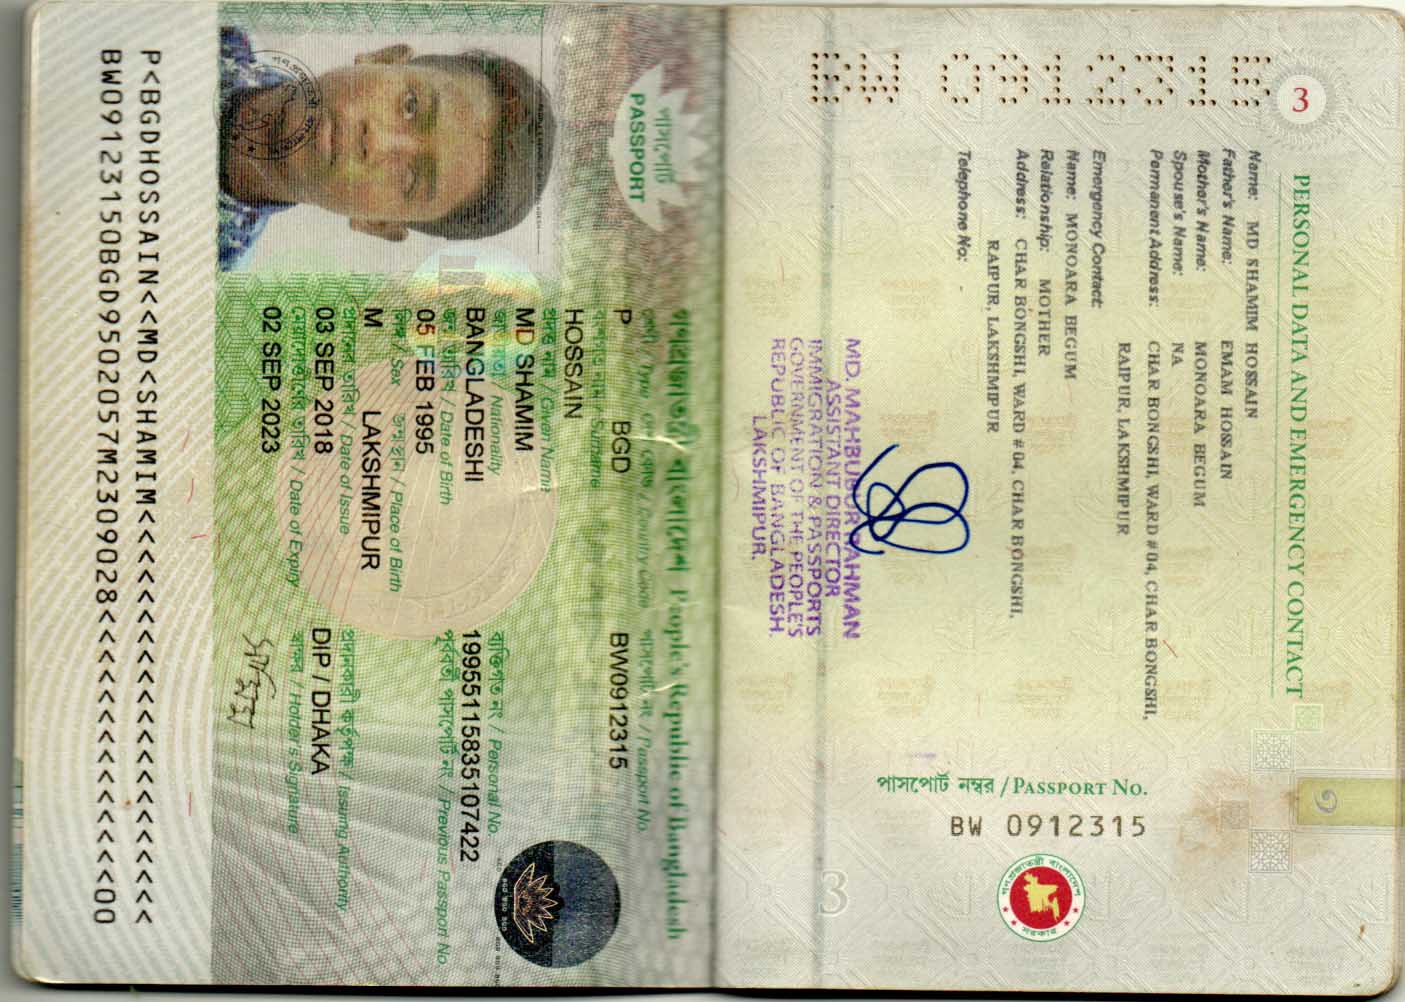 PERSONAL DATA AND EMERGENCY CONTACT
3
Name: MD SHAMIM HOSSAIN
Father's Name: EMAM HOSSAIN
Mother's Name: MONOARA BEGUM
Spouse's Name: NA
Permanent Address: CHAR BONGSHI, WARD # 04, CHAR BONGSHI,
RAIPUR, LAKSHMIPUR
Emergency Contact:
Name: MONOARA BEGUM
Relationship: MOTHER
Address: CHAR BONGSHI, WARD # 04, CHAR BONGSHI,
RAIPUR, LAKSHMIPUR
Telephone No:
BW 0912315
MD. MAHBUBUR RAHMAN
ASSISTANT DIRECTOR
IMMIGRATION & PASSPORTS
GOVERNMENT OF THE PEOPLE'S
REPUBLIC OF BANGLADESH.
LAKSHMIPUR.
পাসপোর্ট নম্বর / PASSPORT No.
BW 0912315
গণপ্রজাতন্ত্রী বাংলাদেশ
সরকার
৩
3
গণপ্রজাতন্ত্রী বাংলাদেশ People's Republic of Bangladesh
পাসপোর্ট
PASSPORT
শ্রেণী / Type দেশ কোড / Country Code পাসপোর্ট নং / Passport No.
P BGD BW0912315
Surname
HOSSAIN
প্রদত্ত নাম / Given Name
MD SHAMIM
জাতীয়তা / Nationality ব্যক্তিগত নং / Personal No.
BANGLADESHI 19955115835107422
জন্ম তারিখ / Date of Birth পূর্ববর্তী পাসপোর্ট নং / Previous Passport No.
05 FEB 1995
লিঙ্গ / Sex জন্ম স্থান / Place of Birth
M LAKSHMIPUR
প্রদানের তারিখ / Date of Issue প্রদানকারী কর্তৃপক্ষ / Issuing Authority
03 SEP 2018 DIP / DHAKA
মেয়াদোত্তীর্ণের তারিখ / Date of Expiry স্বাক্ষর / Holder's Signature
02 SEP 2023
P<BGDHOSSAIN<<MD<SHAMIM<<<<<<<<<<<<<<<<<<<<<
BW09123150BGD9502057M2309028<<<<<<<<<<<<<<00